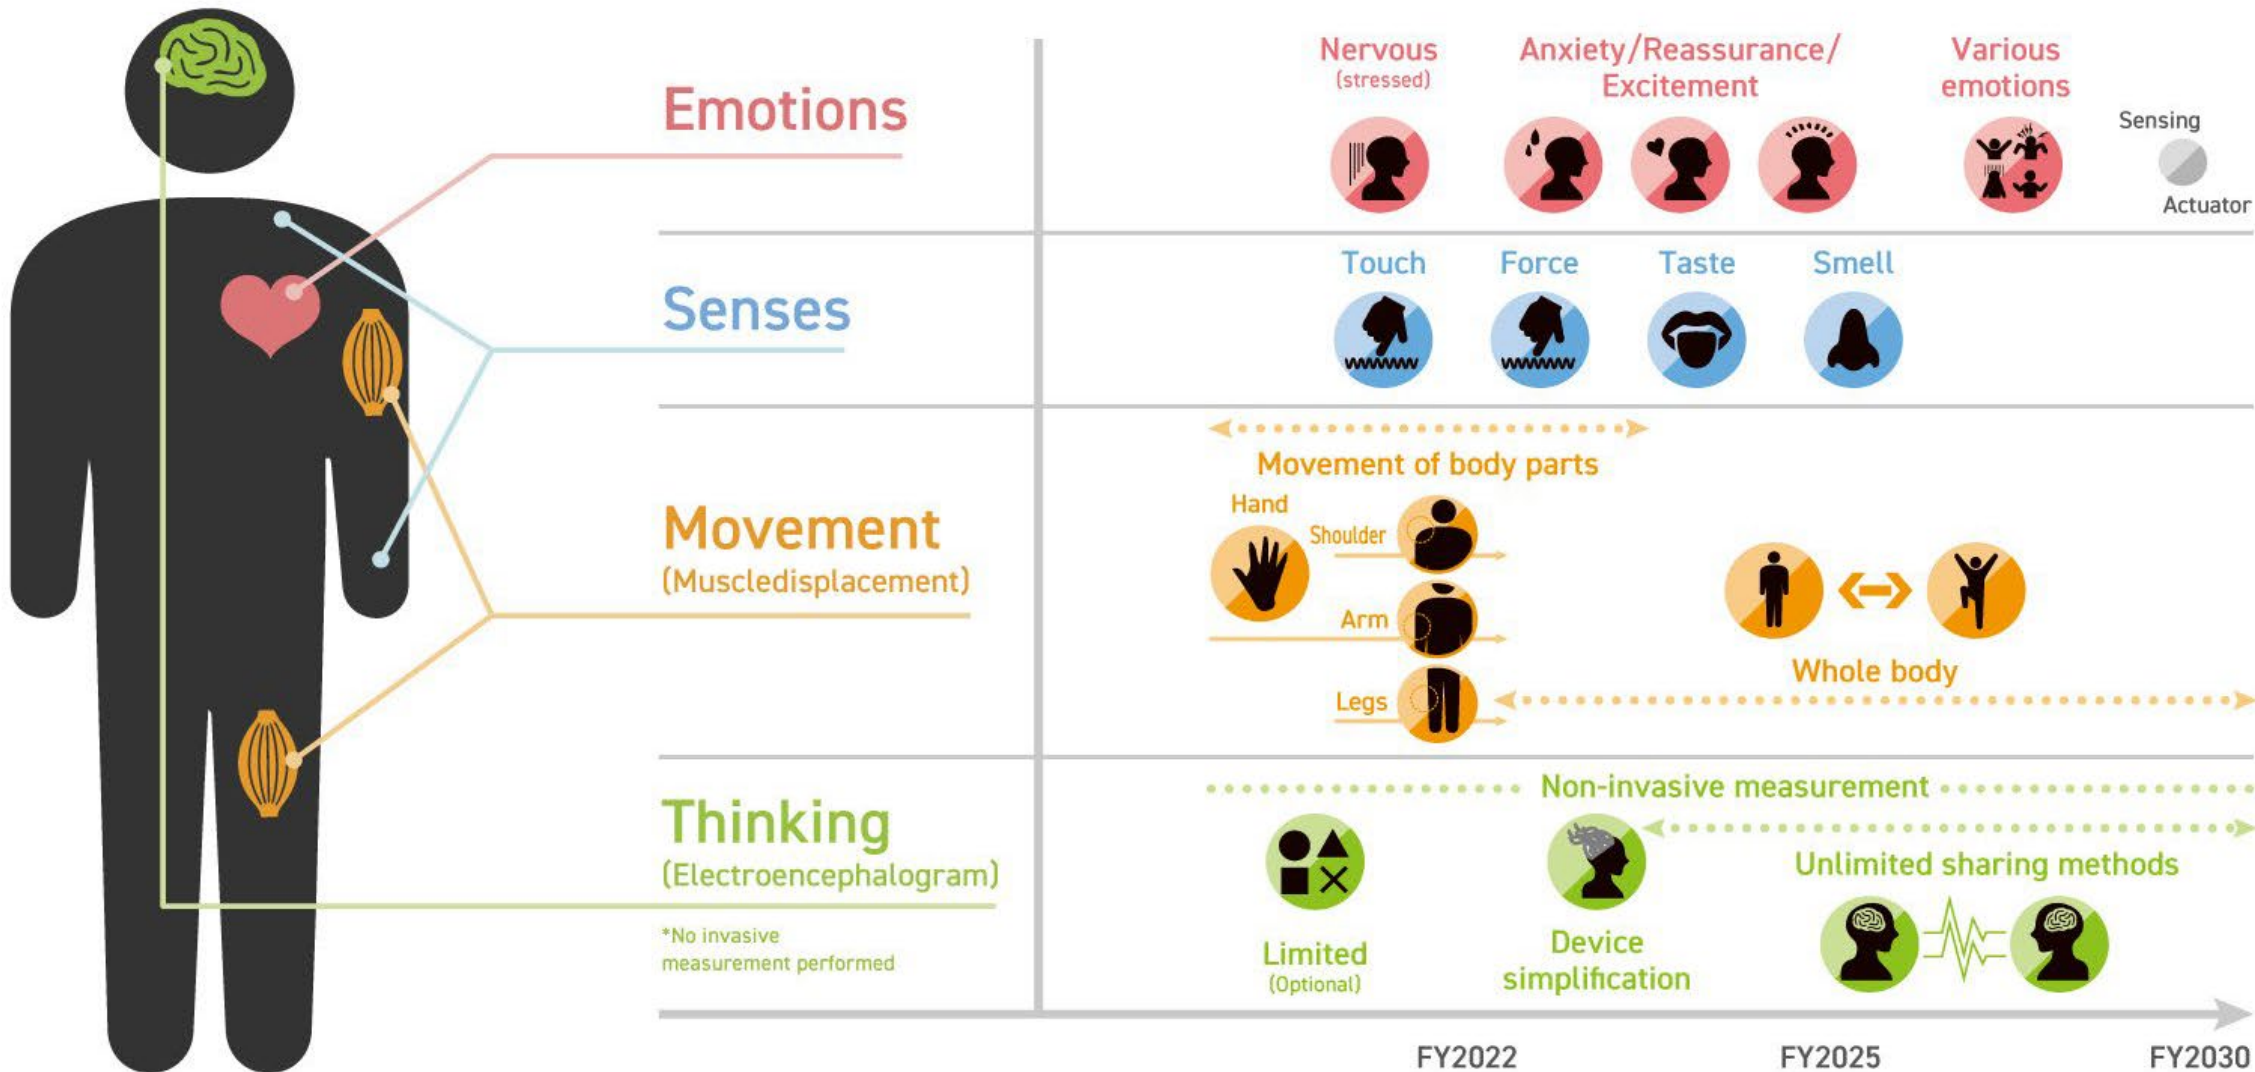 Emotions
Nervous
(stressed)
Anxiety/Reassurance/
Excitement
Various
emotions
Sensing
Actuator
Senses
Touch
Force
Taste
Smell
Movement
(Muscledisplacement)
Movement of body parts
Hand
Shoulder
Arm
Legs
Whole body
Thinking
(Electroencephalogram)
*No invasive
measurement performed
Non-invasive measurement
Limited
(Optional)
Device
simplification
Unlimited sharing methods
FY2022
FY2025
FY2030